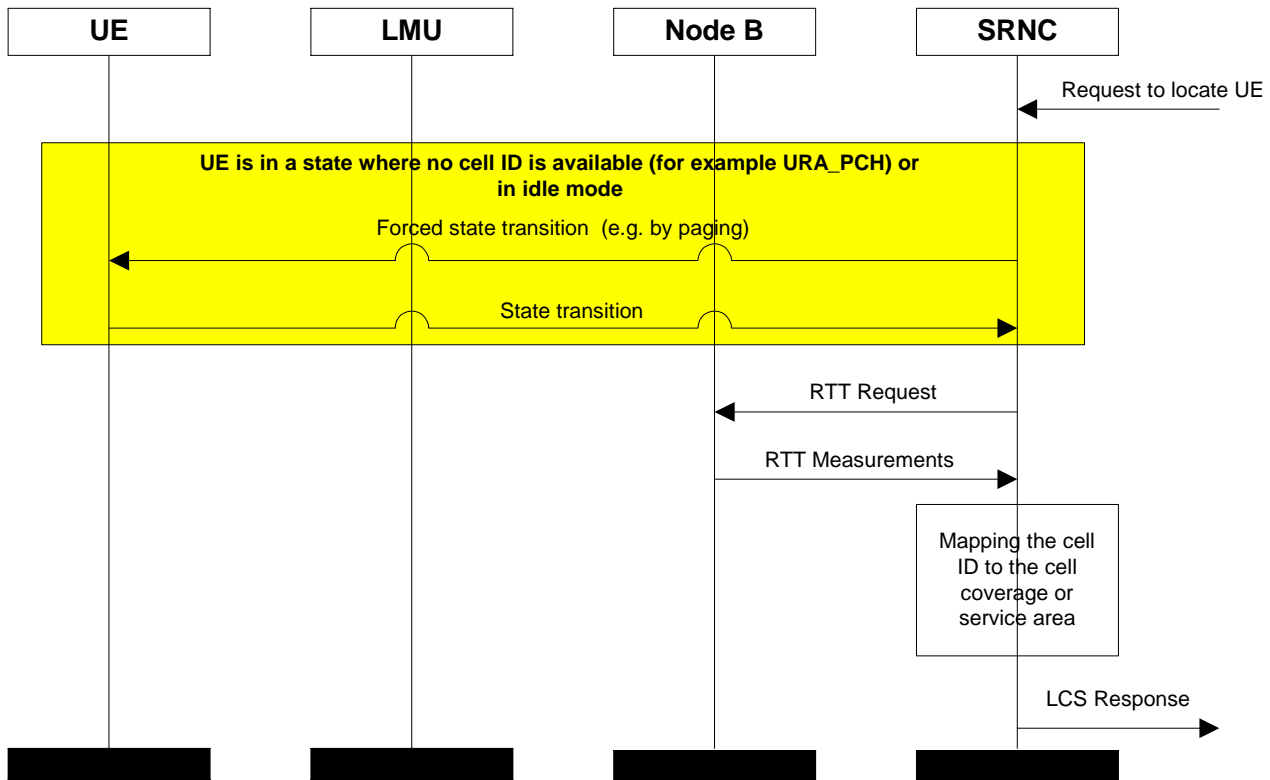 UE
LMU
Node B
SRNC
Request to locate UE
UE is in a state where no cell ID is available (for example URA_PCH) or
in idle mode
Forced state transition (e.g. by paging)
State transition
RTT Request
RTT Measurements
Mapping the cell
ID to the cell
coverage or
service area
LCS Response